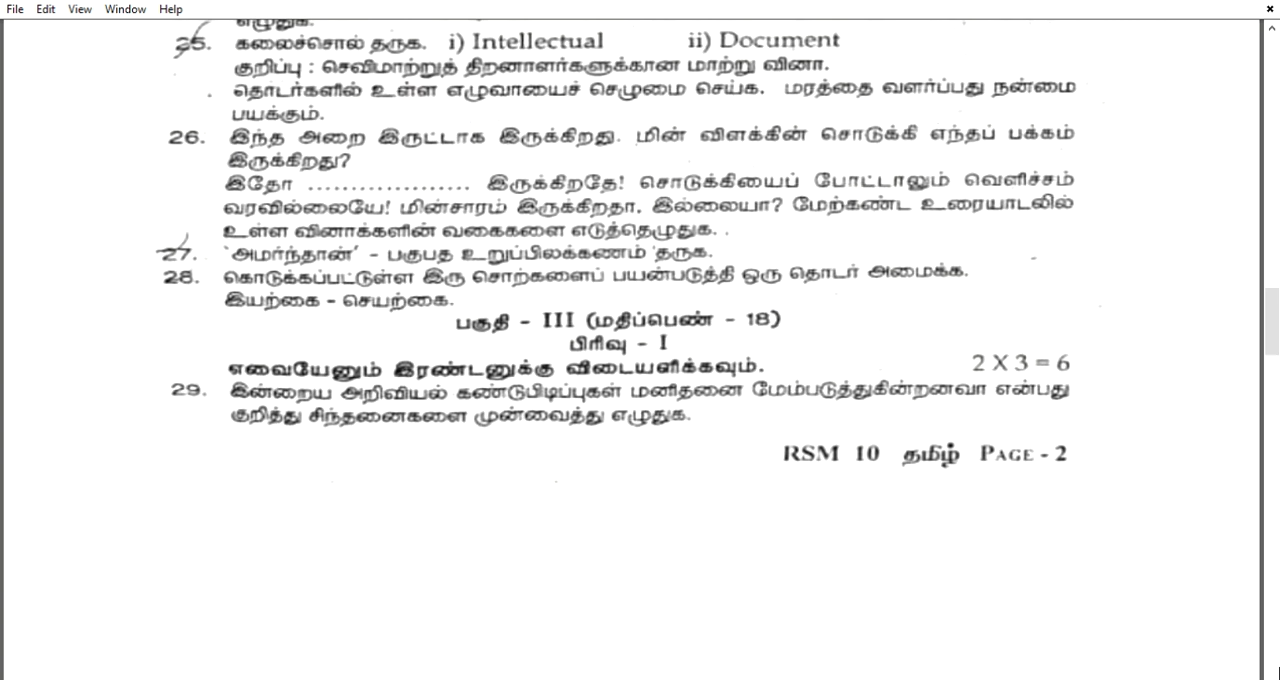 File Edit View Window Help
எழுதுக.
25. கலைச்சொல் தருக. i) Intellectual ii) Document
குறிப்பு : செவிமாற்றுத் திறனாளர்களுக்கான மாற்று வினா.
தொடர்களில் உள்ள எழுவாயைச் செழுமை செய்க. மரத்தை வளர்ப்பது நன்மை
பயக்கும்.
26. இந்த அறை இருட்டாக இருக்கிறது. மின் விளக்கின் சொடுக்கி எந்தப் பக்கம்
இருக்கிறது?
இதோ .................. இருக்கிறதே! சொடுக்கியைப் போட்டாலும் வெளிச்சம்
வரவில்லையே! மின்சாரம் இருக்கிறதா, இல்லையா? மேற்கண்ட உரையாடலில்
உள்ள வினாக்களின் வகைகளை எடுத்தெழுதுக. .
27. 'அமர்ந்தான்' - பகுபத உறுப்பிலக்கணம் தருக.
28. கொடுக்கப்பட்டுள்ள இரு சொற்களைப் பயன்படுத்தி ஒரு தொடர் அமைக்க.
இயற்கை - செயற்கை.
பகுதி - III (மதிப்பெண் - 18)
பிரிவு - I
எவையேனும் இரண்டனுக்கு விடையளிக்கவும். 2 X 3 = 6
29. இன்றைய அறிவியல் கண்டுபிடிப்புகள் மனிதனை மேம்படுத்துகின்றனவா என்பது
குறித்து சிந்தனைகளை முன்வைத்து எழுதுக.
RSM 10 தமிழ் PAGE - 2